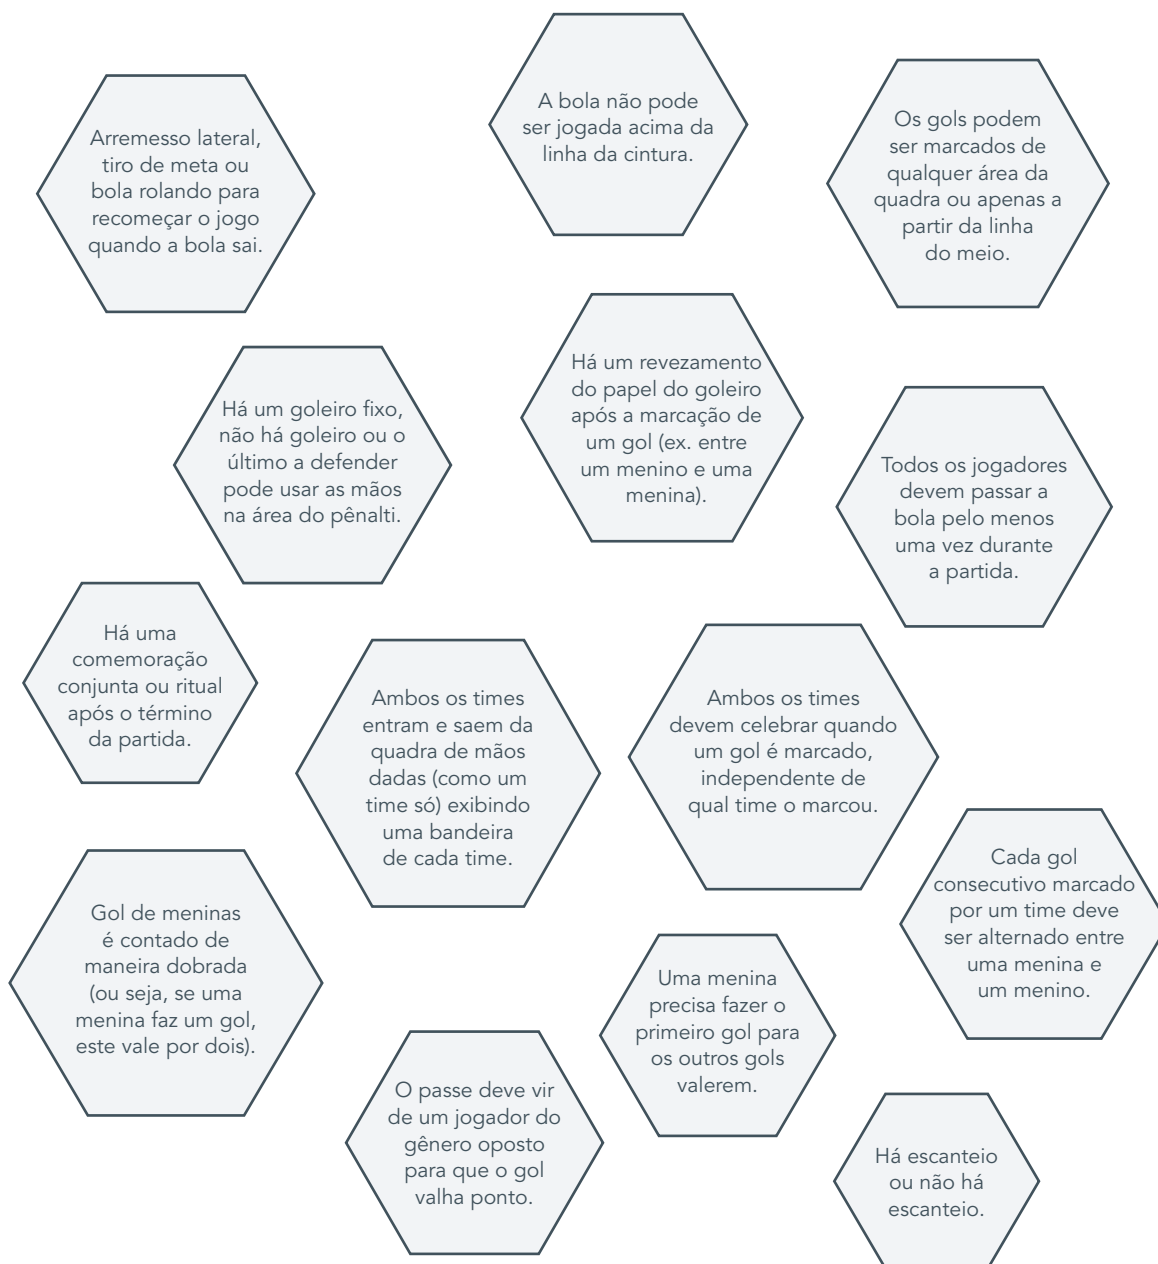 A bola não pode
ser jogada acima da
linha da cintura.
Arremesso lateral,
tiro de meta ou
bola rolando para
recomeçar o jogo
quando a bola sai.
Os gols podem
ser marcados de
qualquer área da
quadra ou apenas a
partir da linha
do meio.
Há um revezamento
do papel do goleiro
após a marcação de
um gol (ex. entre
um menino e uma
menina).
Há um goleiro fixo,
não há goleiro ou o
último a defender
pode usar as mãos
na área do pênalti.
Todos os jogadores
devem passar a
bola pelo menos
uma vez durante
a partida.
Há uma
comemoração
conjunta ou ritual
após o término
da partida.
Ambos os times
entram e saem da
quadra de mãos
dadas (como um
time só) exibindo
uma bandeira
de cada time.
Ambos os times
devem celebrar quando
um gol é marcado,
independente de
qual time o marcou.
Cada gol
consecutivo marcado
por um time deve
ser alternado entre
uma menina e
um menino.
Gol de meninas
é contado de
maneira dobrada
(ou seja, se uma
menina faz um gol,
este vale por dois).
Uma menina
precisa fazer o
primeiro gol para
os outros gols
valerem.
O passe deve vir
de um jogador do
gênero oposto
para que o gol
valha ponto.
Há escanteio
ou não há
escanteio.